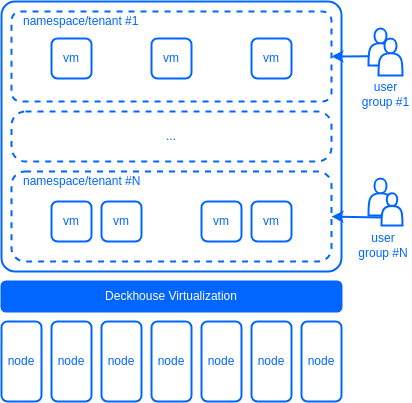 namespace/tenant #1
vm
vm
vm
user
group #1
...
namespace/tenant #N
vm
vm
vm
vm
user
group #N
Deckhouse Virtualization
node
node
node
node
node
node
node